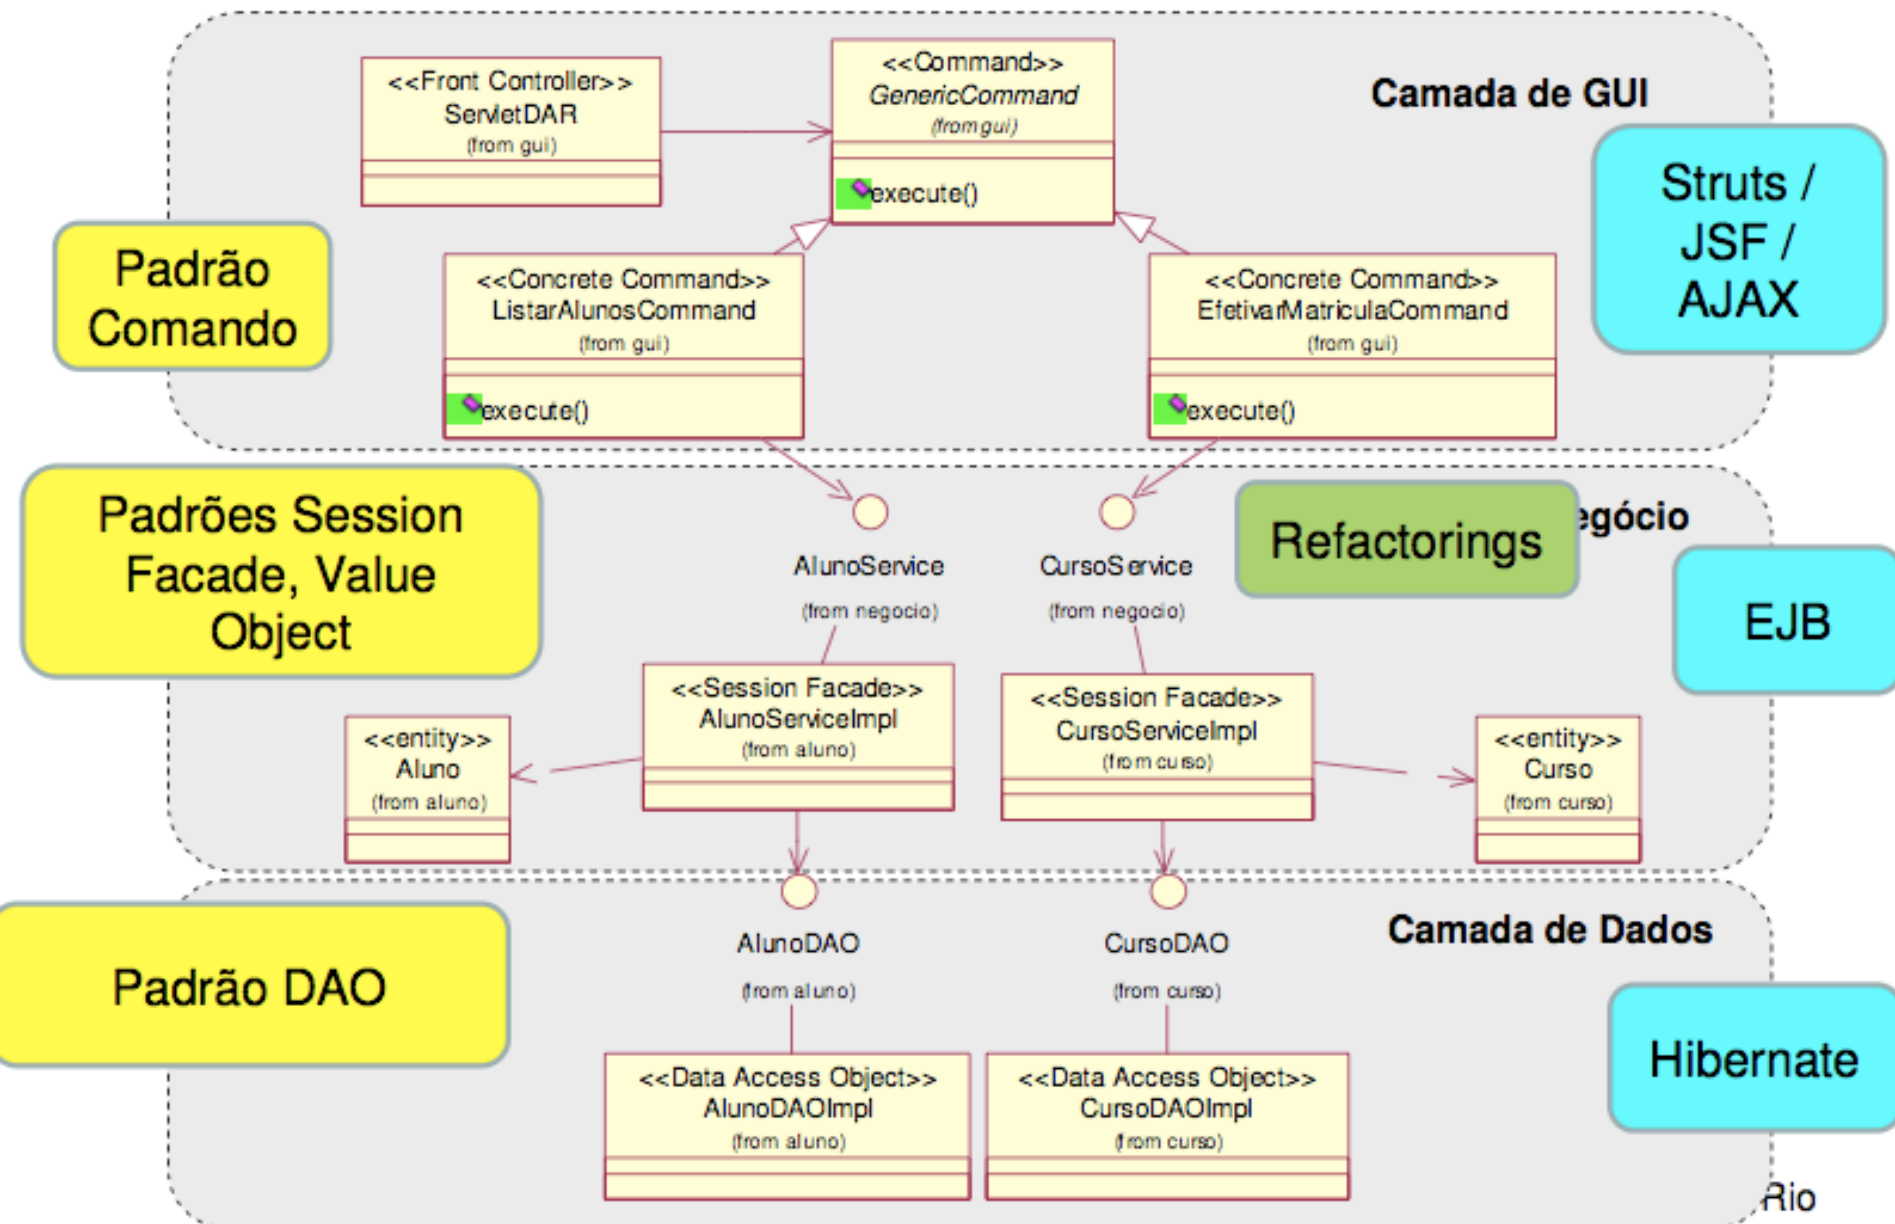 <<Front Controller>>
ServletDAR
(from gui)
<<Command>>
GenericCommand
(from gui)
execute()
Camada de GUI
Struts /
JSF /
AJAX
Padrão
Comando
<<Concrete Command>>
ListarAlunosCommand
(from gui)
execute()
<<Concrete Command>>
EfetivarMatriculaCommand
(from gui)
execute()
Padrões Session
Facade, Value
Object
AlunoService
(from negocio)
CursoService
(from negocio)
Refactorings
egócio
EJB
<<entity>>
Aluno
(from aluno)
<<Session Facade>>
AlunoServiceImpl
(from aluno)
<<Session Facade>>
CursoServiceImpl
(from curso)
<<entity>>
Curso
(from curso)
Padrão DAO
AlunoDAO
(from aluno)
CursoDAO
(from curso)
Camada de Dados
Hibernate
<<Data Access Object>>
AlunoDAOImpl
(from aluno)
<<Data Access Object>>
CursoDAOImpl
(from curso)
Rio